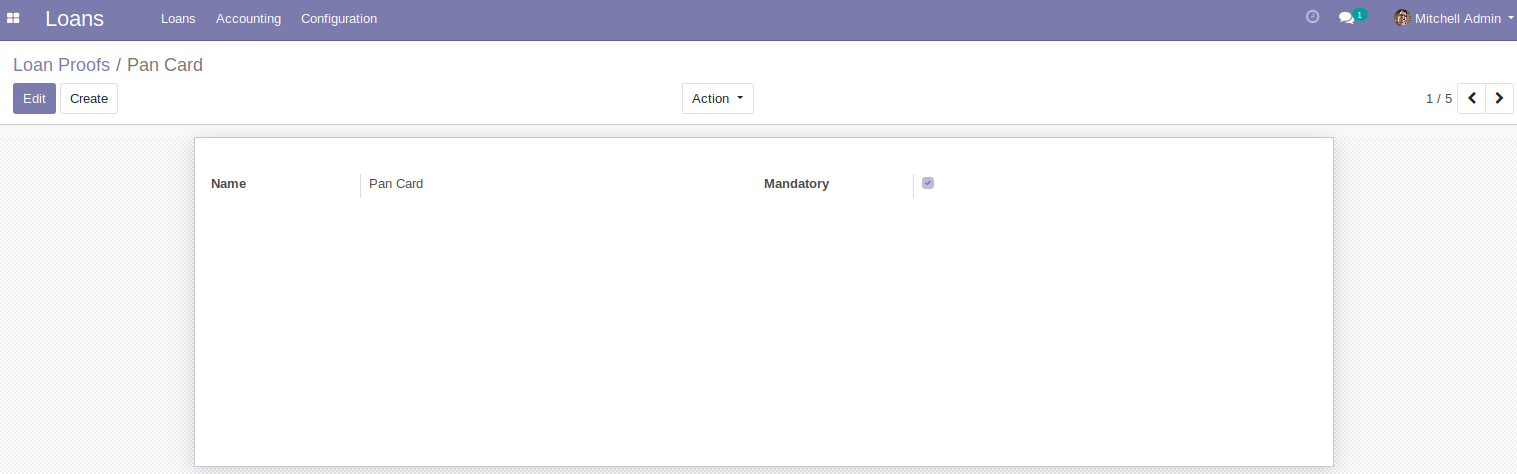 Loans Loans Accounting Configuration 1 Mitchell Admin
Loan Proofs / Pan Card
Edit Create Action 1 / 5
Name Pan Card Mandatory